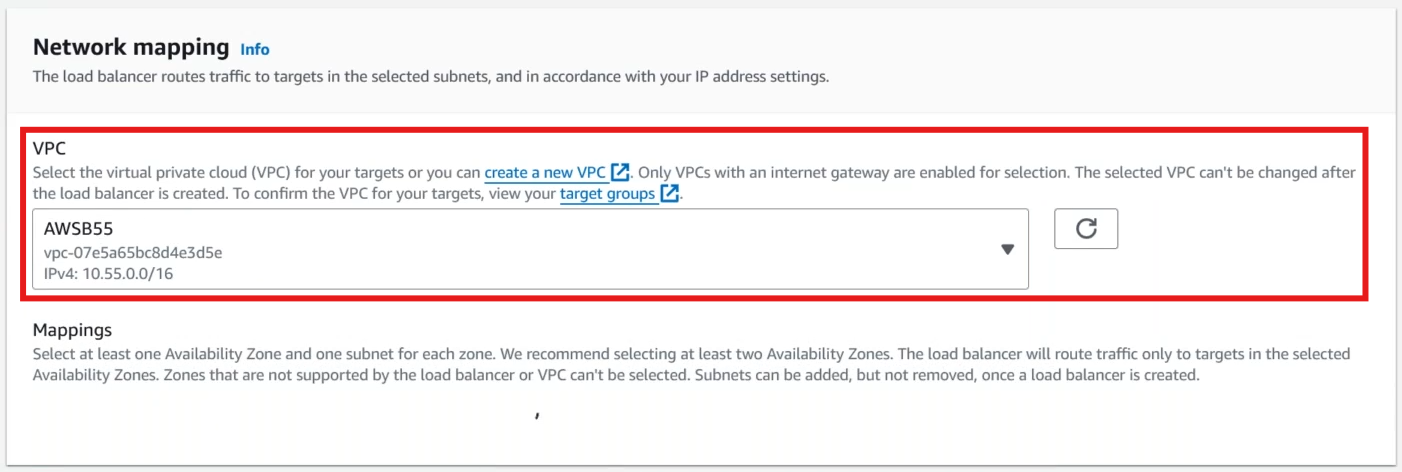 Network mapping Info
The load balancer routes traffic to targets in the selected subnets, and in accordance with your IP address settings.
VPC
Select the virtual private cloud (VPC) for your targets or you can create a new VPC. Only VPCs with an internet gateway are enabled for selection. The selected VPC can't be changed after
the load balancer is created. To confirm the VPC for your targets, view your target groups.
AWSB55
vpc-07e5a65bc8d4e3d5e
IPv4: 10.55.0.0/16
Mappings
Select at least one Availability Zone and one subnet for each zone. We recommend selecting at least two Availability Zones. The load balancer will route traffic only to targets in the selected
Availability Zones. Zones that are not supported by the load balancer or VPC can't be selected. Subnets can be added, but not removed, once a load balancer is created.
,